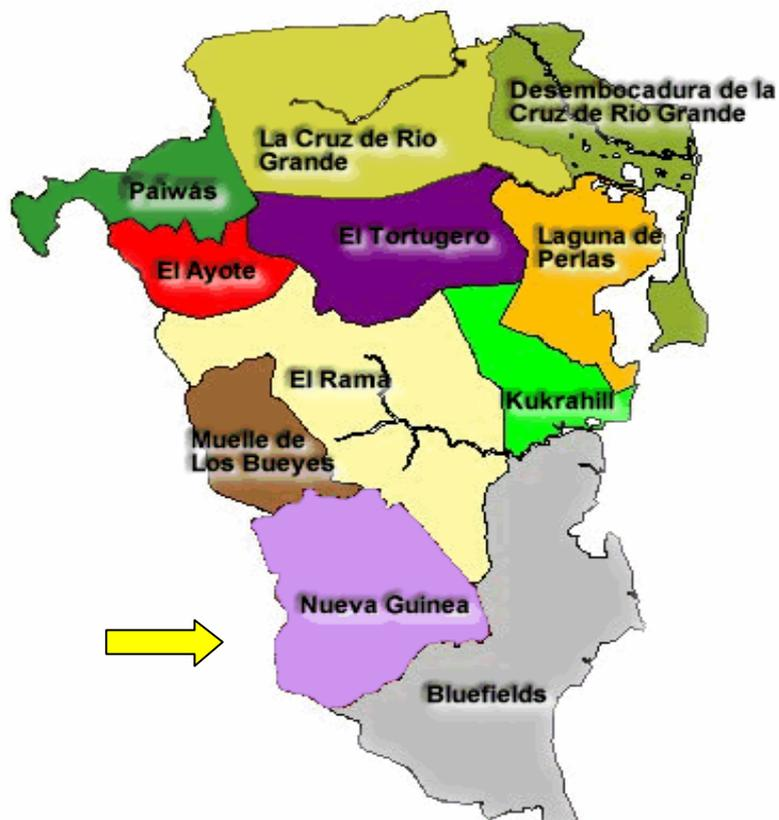 Desembocadura de la
Cruz de Rio Grande
La Cruz de Rio
Grande
Paiwás
El Tortugero
Laguna de
Perlas
El Ayote
El Rama
Kukrahill
Muelle de
Los Bueyes
Nueva Guinea
Bluefields